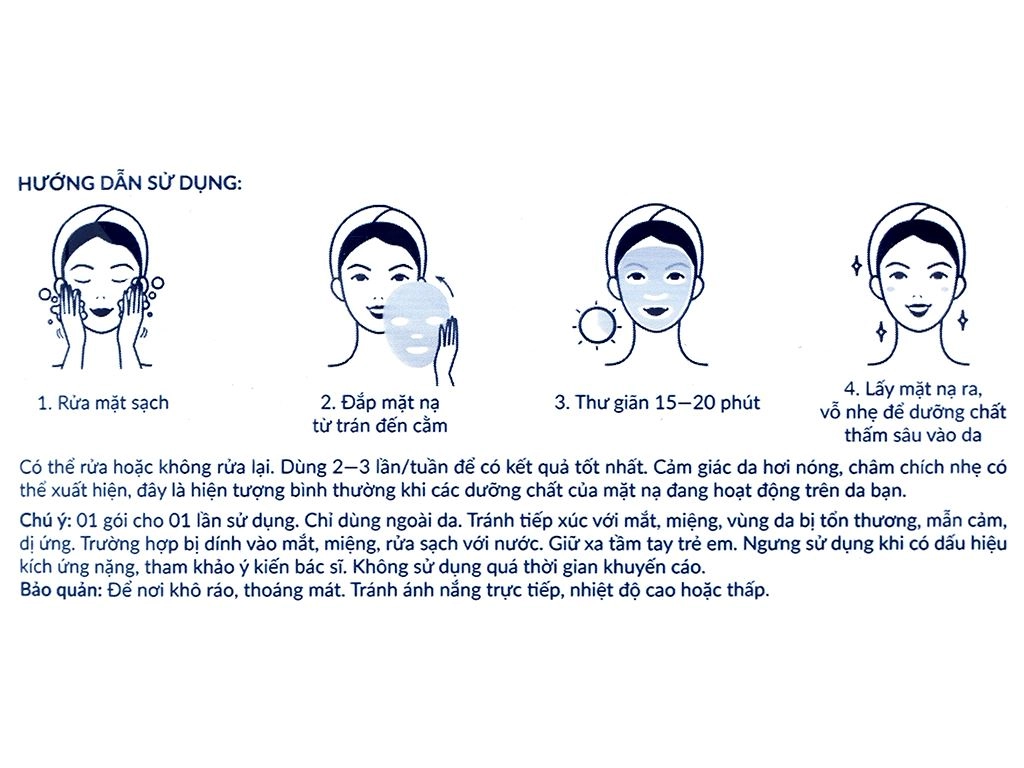 HƯỚNG DẪN SỬ DỤNG:
1. Rửa mặt sạch
2. Đắp mặt nạ
từ trán đến cằm
3. Thư giãn 15—20 phút
4. Lấy mặt nạ ra,
vỗ nhẹ để dưỡng chất
thấm sâu vào da
Có thể rửa hoặc không rửa lại. Dùng 2—3 lần/tuần để có kết quả tốt nhất. Cảm giác da hơi nóng, châm chích nhẹ có
thể xuất hiện, đây là hiện tượng bình thường khi các dưỡng chất của mặt nạ đang hoạt động trên da bạn.
Chú ý: 01 gói cho 01 lần sử dụng. Chỉ dùng ngoài da. Tránh tiếp xúc với mắt, miệng, vùng da bị tổn thương, mẫn cảm,
dị ứng. Trường hợp bị dính vào mắt, miệng, rửa sạch với nước. Giữ xa tầm tay trẻ em. Ngưng sử dụng khi có dấu hiệu
kích ứng nặng, tham khảo ý kiến bác sĩ. Không sử dụng quá thời gian khuyến cáo.
Bảo quản: Để nơi khô ráo, thoáng mát. Tránh ánh nắng trực tiếp, nhiệt độ cao hoặc thấp.